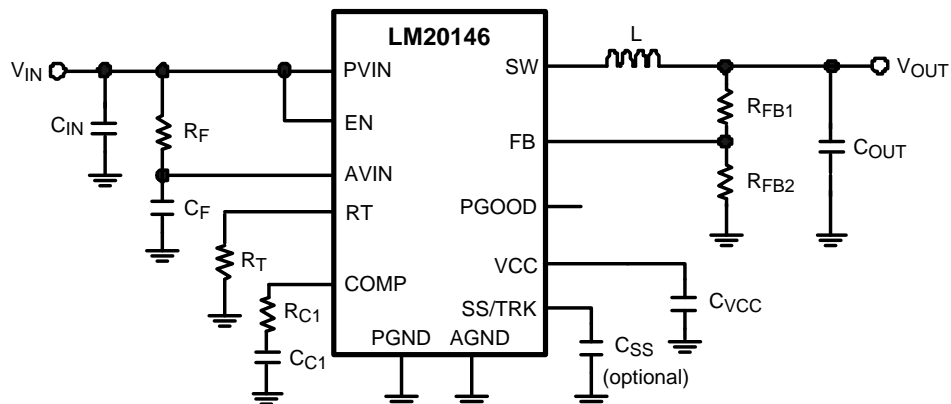 LM20146
L
VIN
PVIN
SW
VOUT
RFB1
CIN
RF
EN
FB
COUT
AVIN
RFB2
CF
RT
PGOOD
RT
VCC
COMP
RC1
SS/TRK
CVCC
PGND
AGND
CC1
CSS
(optional)